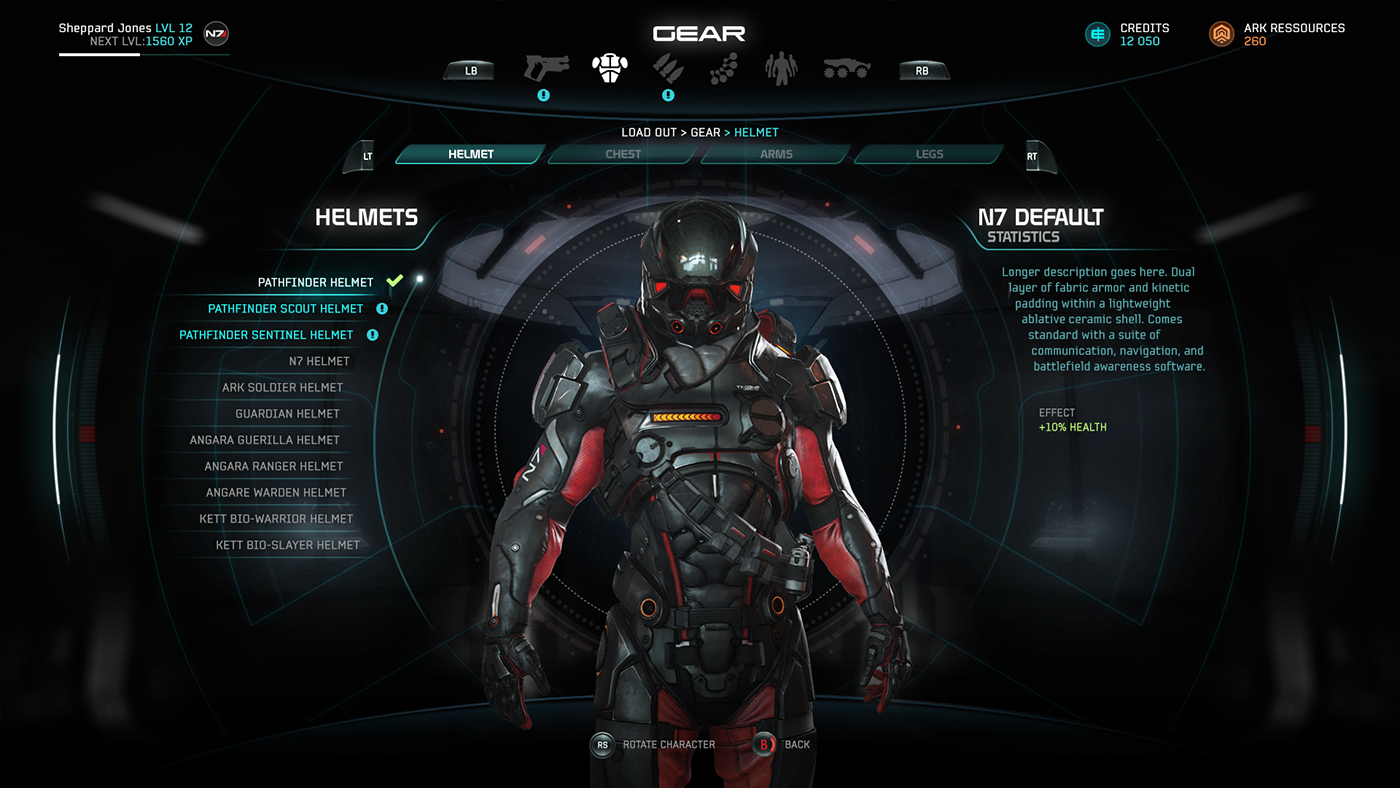 Sheppard Jones LVL 12
NEXT LVL:1560 XP
N7
GEAR
CREDITS
12 050
ARK RESSOURCES
260
LB
RB
LOAD OUT > GEAR > HELMET
LT
HELMET
CHEST
ARMS
LEGS
RT
HELMETS
PATHFINDER HELMET
PATHFINDER SCOUT HELMET
PATHFINDER SENTINEL HELMET
N7 HELMET
ARK SOLDIER HELMET
GUARDIAN HELMET
ANGARA GUERILLA HELMET
ANGARA RANGER HELMET
ANGARE WARDEN HELMET
KETT BIO-WARRIOR HELMET
KETT BIO-SLAYER HELMET
N7 DEFAULT
STATISTICS
Longer description goes here. Dual
layer of fabric armor and kinetic
padding within a lightweight
ablative ceramic shell. Comes
standard with a suite of
communication, navigation, and
battlefield awareness software.
EFFECT
+10% HEALTH
RS
ROTATE CHARACTER
B
BACK